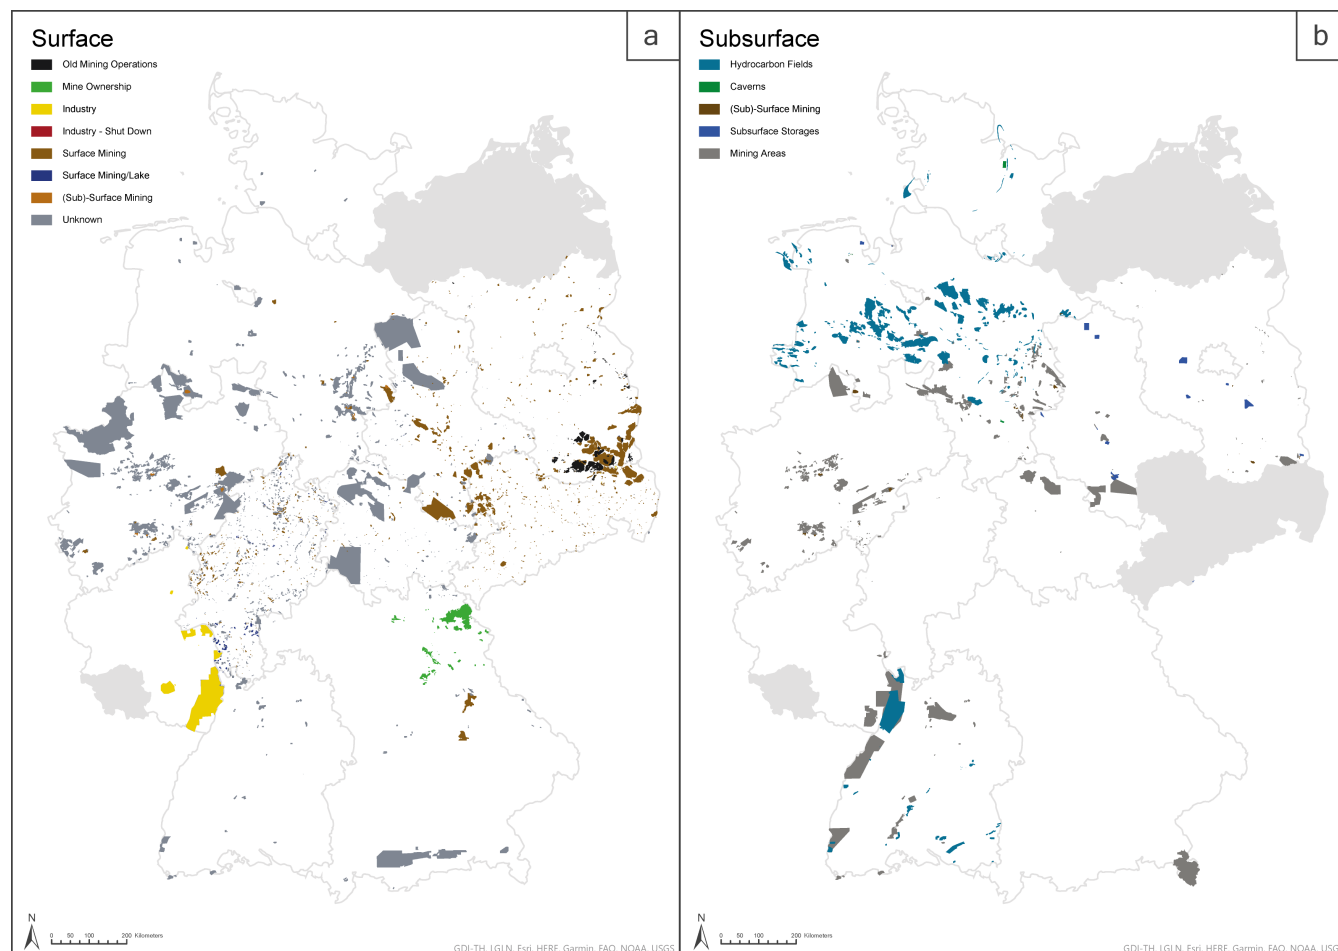 Surface
a
Old Mining Operations
Mine Ownership
Industry
Industry - Shut Down
Surface Mining
Surface Mining/Lake
(Sub)-Surface Mining
Unknown
N
0 50 100 200 Kilometers
GDI-TH, LGLN, Esri, HERE, Garmin, FAO, NOAA, USGS
Subsurface
b
Hydrocarbon Fields
Caverns
(Sub)-Surface Mining
Subsurface Storages
Mining Areas
N
0 50 100 200 Kilometers
GDI-TH, LGLN, Esri, HERE, Garmin, FAO, NOAA, USGS